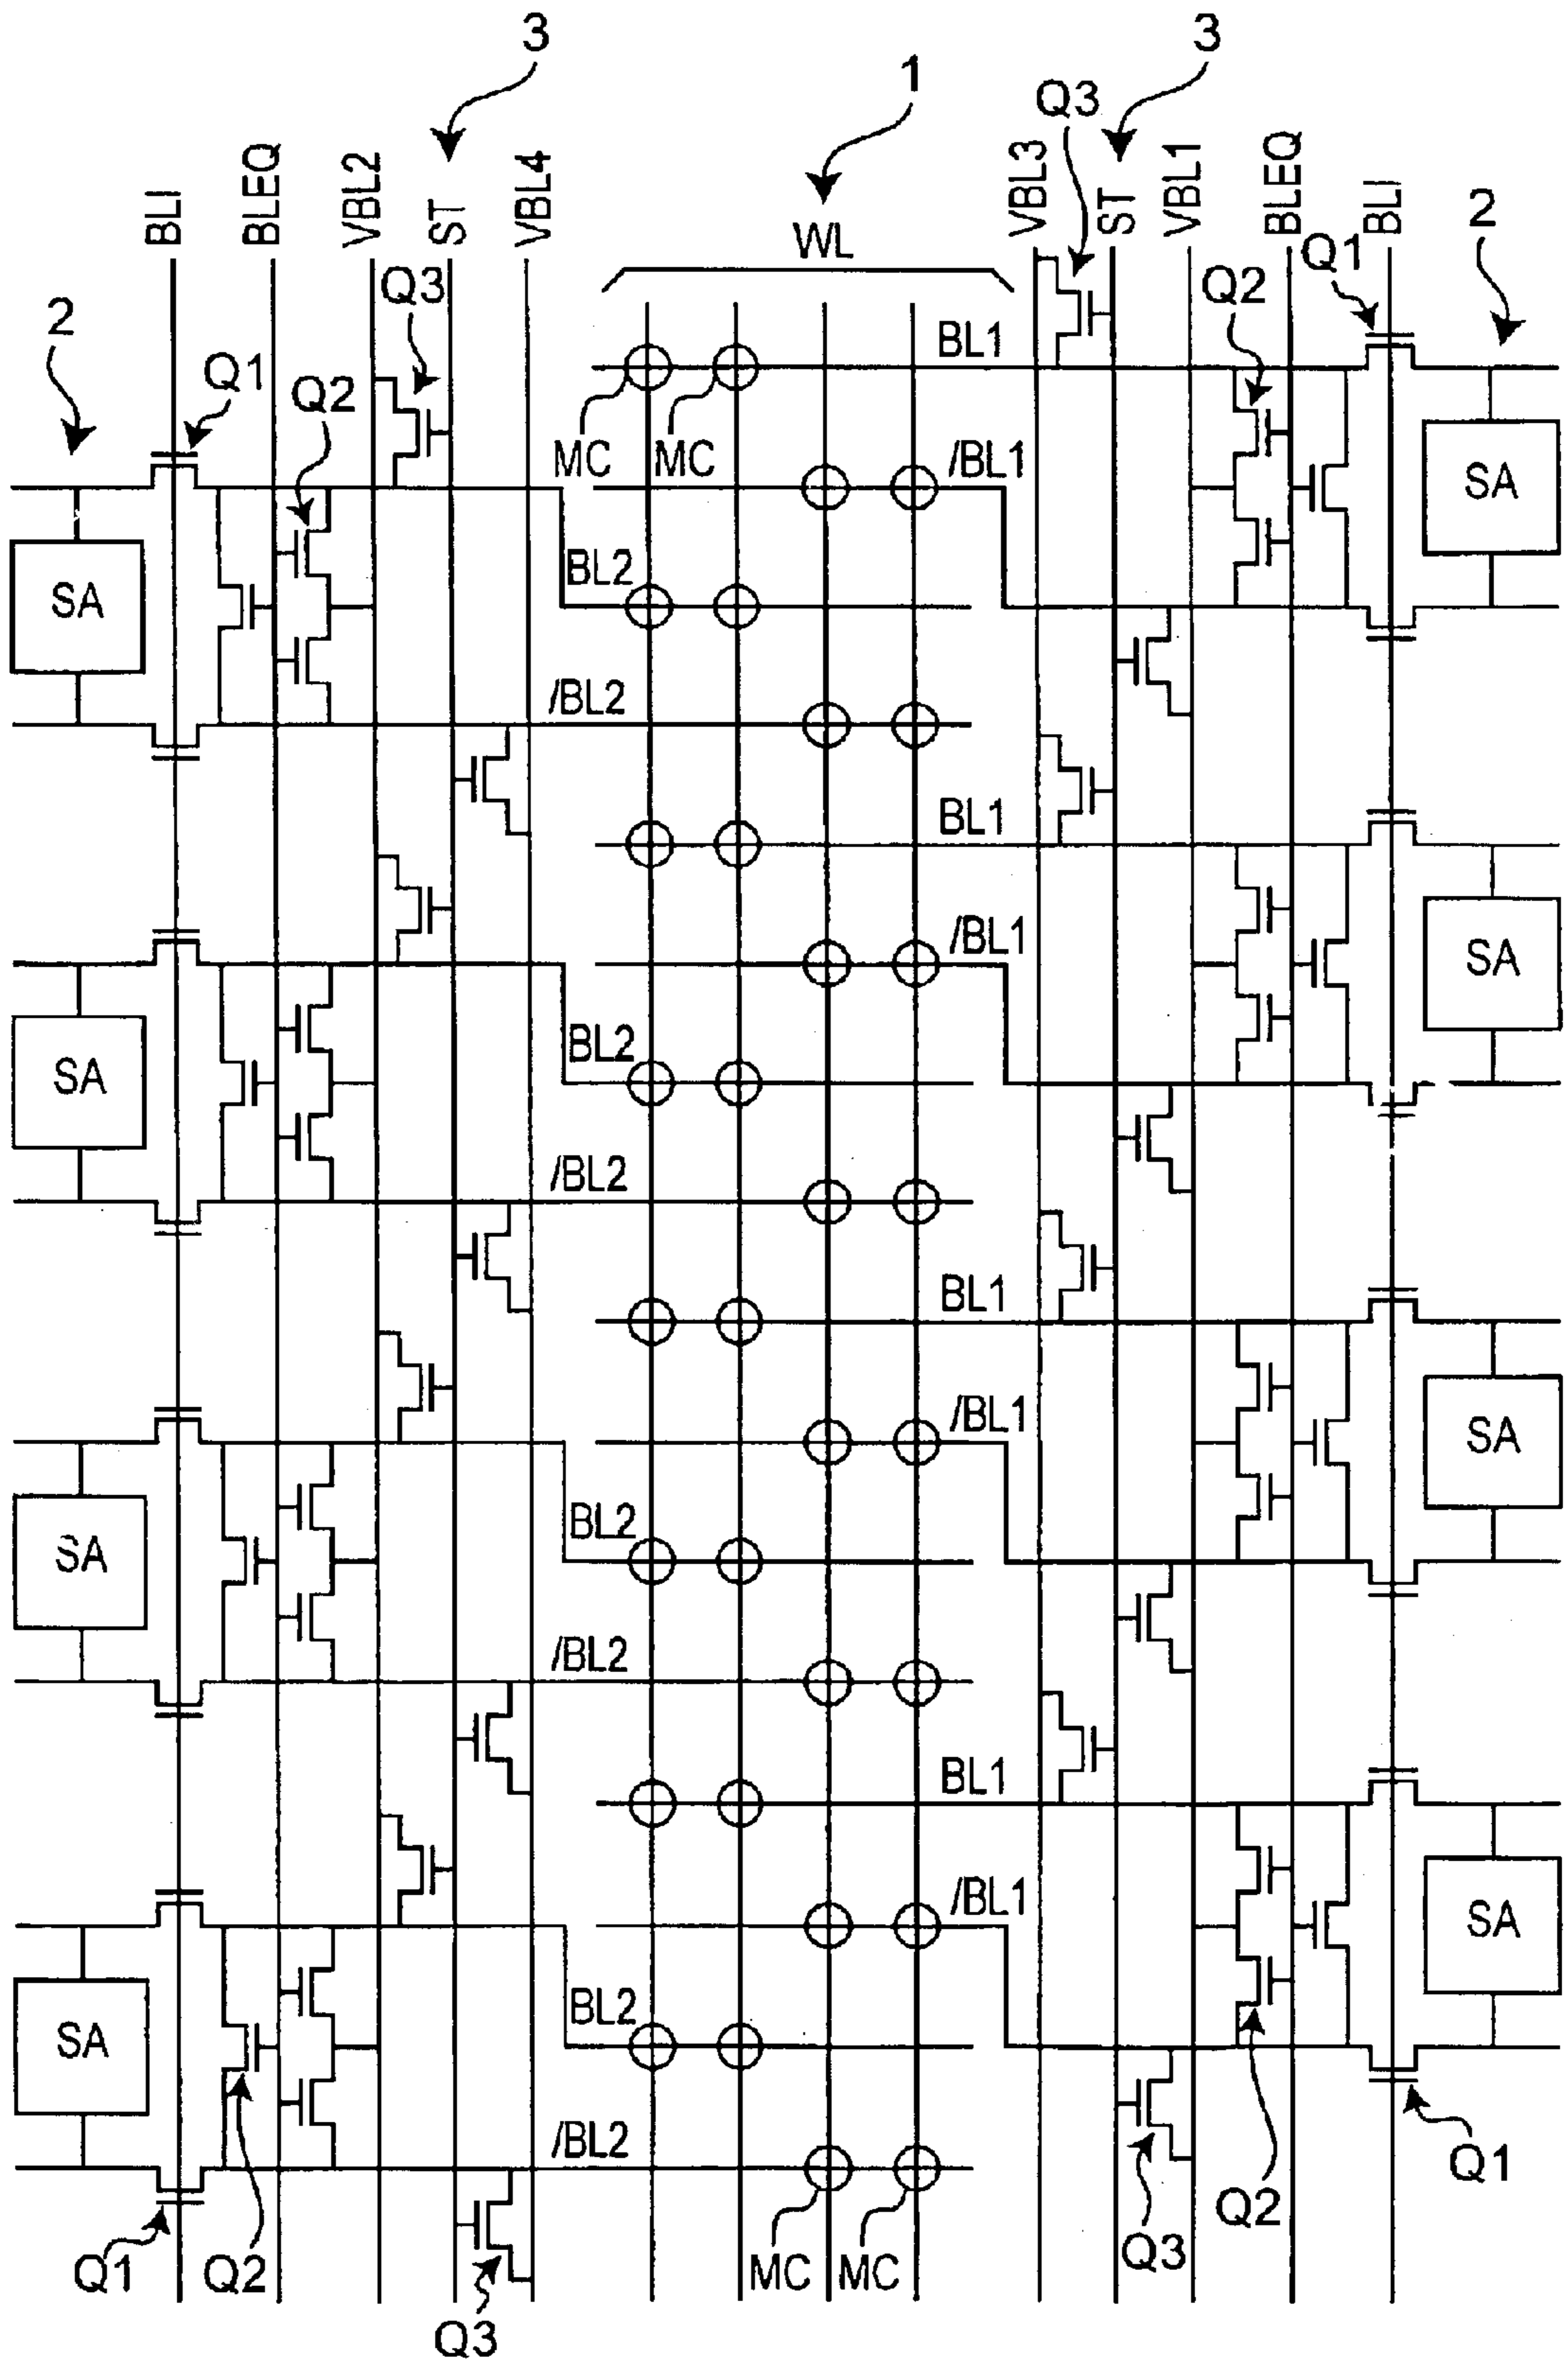 3 3
1
Q3
BLI BLEQ VBL2 ST VBL4 VBL3 ST VBL1 BLEQ BLI
WL
2 Q3 Q2 Q1 2
Q1 Q2 BL1
MC MC /BL1
SA
BL2
SA
/BL2
BL1
/BL1
SA
BL2
SA
/BL2
BL1
/BL1
SA
BL2
SA
/BL2
BL1
/BL1
SA
BL2
SA
/BL2
Q1 Q2 MC MC Q3 Q2 Q1
Q3